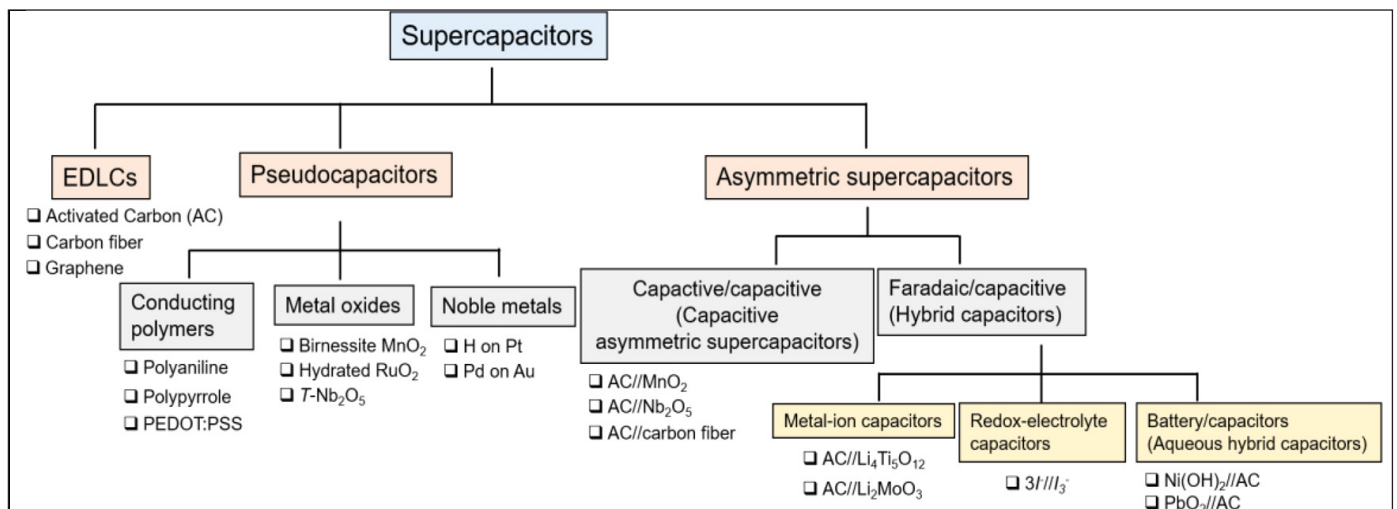 Supercapacitors
EDLCs
❑ Activated Carbon (AC)
❑ Carbon fiber
❑ Graphene
Pseudocapacitors
Conducting
polymers
❑ Polyaniline
❑ Polypyrrole
❑ PEDOT:PSS
Metal oxides
❑ Birnessite MnO₂
❑ Hydrated RuO₂
❑ T-Nb₂O₅
Noble metals
❑ H on Pt
❑ Pd on Au
Asymmetric supercapacitors
Capactive/capacitive
(Capacitive
asymmetric supercapacitors)
❑ AC//MnO₂
❑ AC//Nb₂O₅
❑ AC//carbon fiber
Faradaic/capacitive
(Hybrid capacitors)
Metal-ion capacitors
❑ AC//Li₄Ti₅O₁₂
❑ AC//Li₂MoO₃
Redox-electrolyte
capacitors
❑ 3I⁻//I₃⁻
Battery/capacitors
(Aqueous hybrid capacitors)
❑ Ni(OH)₂//AC
❑ PbO₂//AC